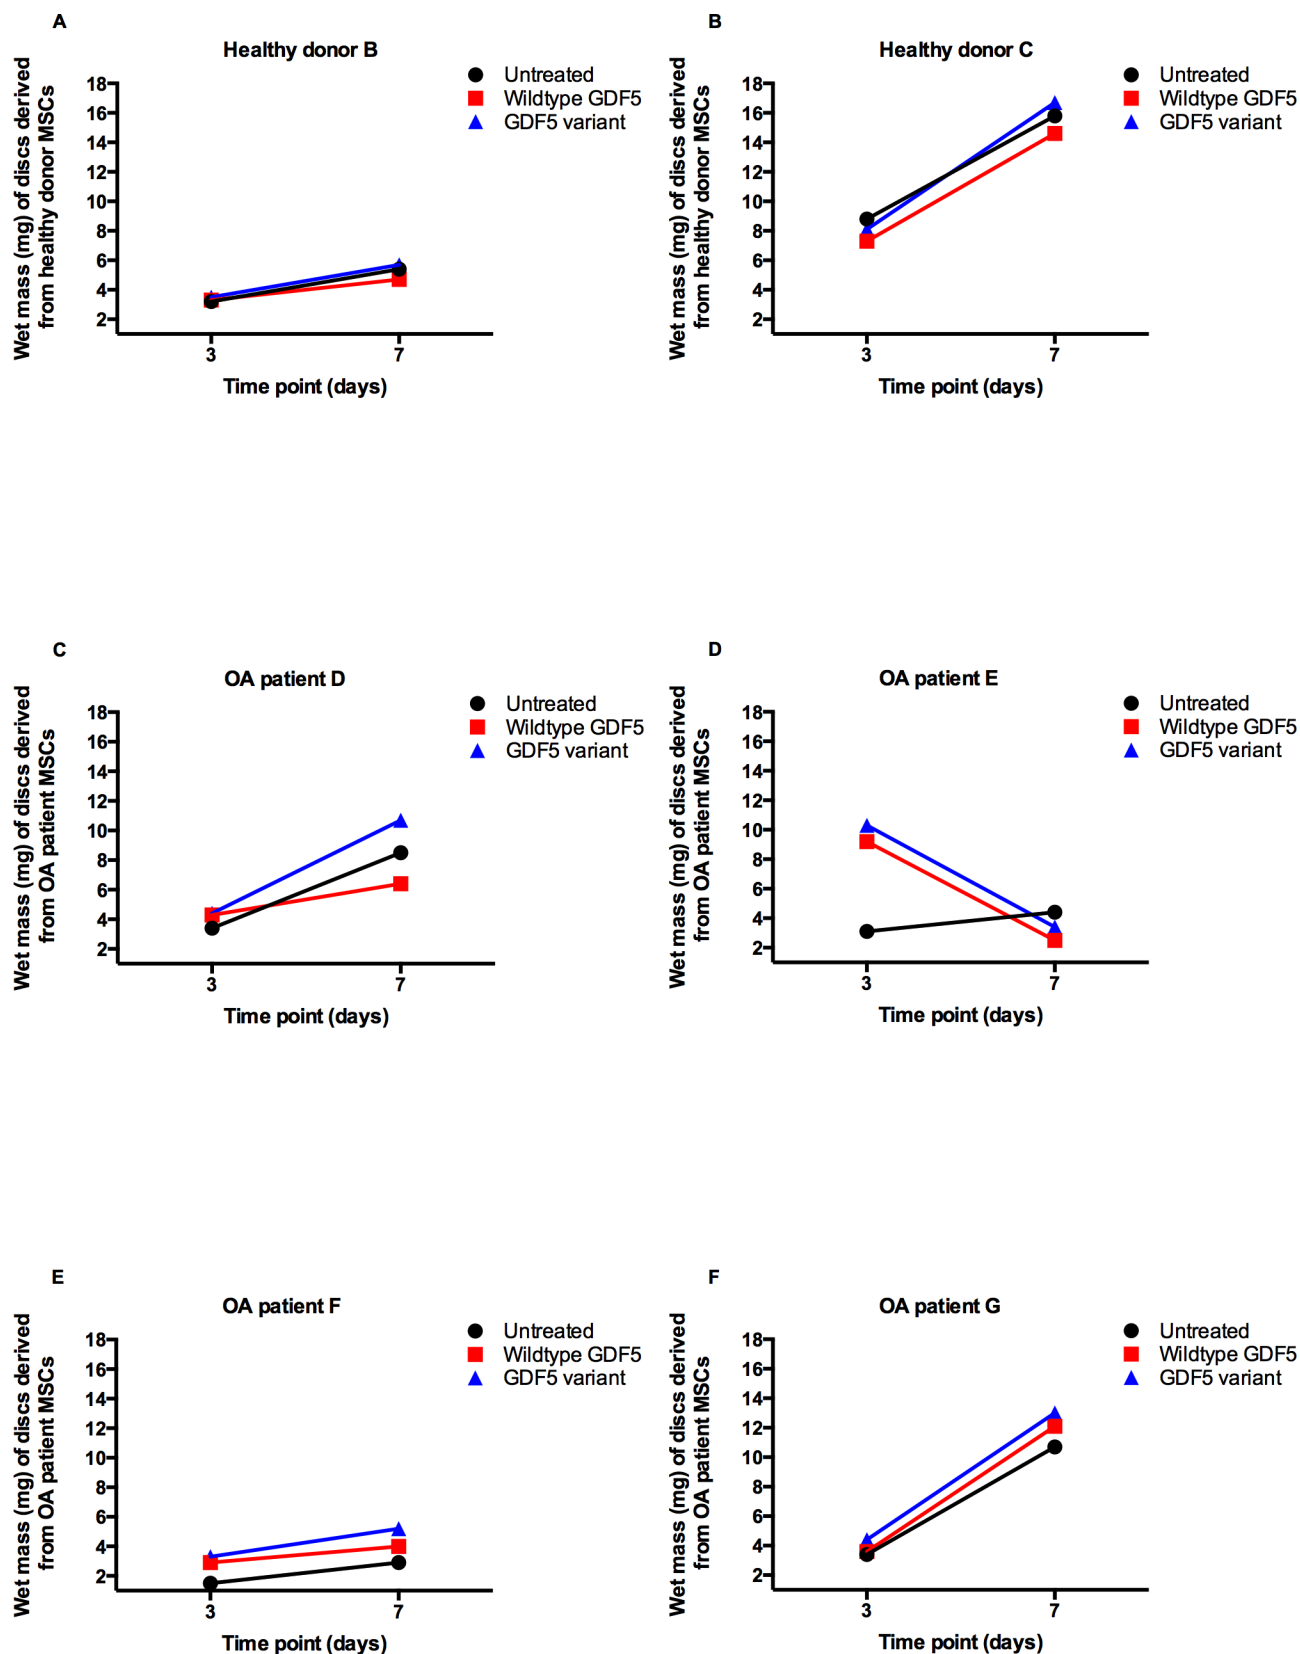 A
Healthy donor B
Untreated
Wildtype GDF5
GDF5 variant
Wet mass (mg) of discs derived
from healthy donor MSCs
18
16
14
12
10
8
6
4
2
3
7
Time point (days)
B
Healthy donor C
Untreated
Wildtype GDF5
GDF5 variant
Wet mass (mg) of discs derived
from healthy donor MSCs
18
16
14
12
10
8
6
4
2
3
7
Time point (days)
C
OA patient D
Untreated
Wildtype GDF5
GDF5 variant
Wet mass (mg) of discs derived
from OA patient MSCs
18
16
14
12
10
8
6
4
2
3
7
Time point (days)
D
OA patient E
Untreated
Wildtype GDF5
GDF5 variant
Wet mass (mg) of discs derived
from OA patient MSCs
18
16
14
12
10
8
6
4
2
3
7
Time point (days)
E
OA patient F
Untreated
Wildtype GDF5
GDF5 variant
Wet mass (mg) of discs derived
from OA patient MSCs
18
16
14
12
10
8
6
4
2
3
7
Time point (days)
F
OA patient G
Untreated
Wildtype GDF5
GDF5 variant
Wet mass (mg) of discs derived
from OA patient MSCs
18
16
14
12
10
8
6
4
2
3
7
Time point (days)